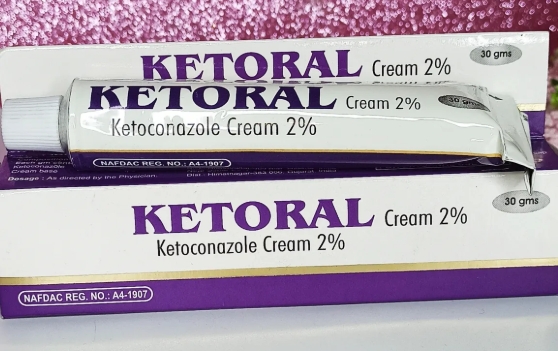 KETORAL Cream 2%
30 gms
KETORAL Cream 2%
30 gms
Ketoconazole Cream 2%
NAFDAC REG. NO.: A4-1907
Ketoconazole
Cream base
Dosage : As directed by the Physician.
KETORAL Cream 2%
30 gms
Ketoconazole Cream 2%
NAFDAC REG. NO.: A4-1907